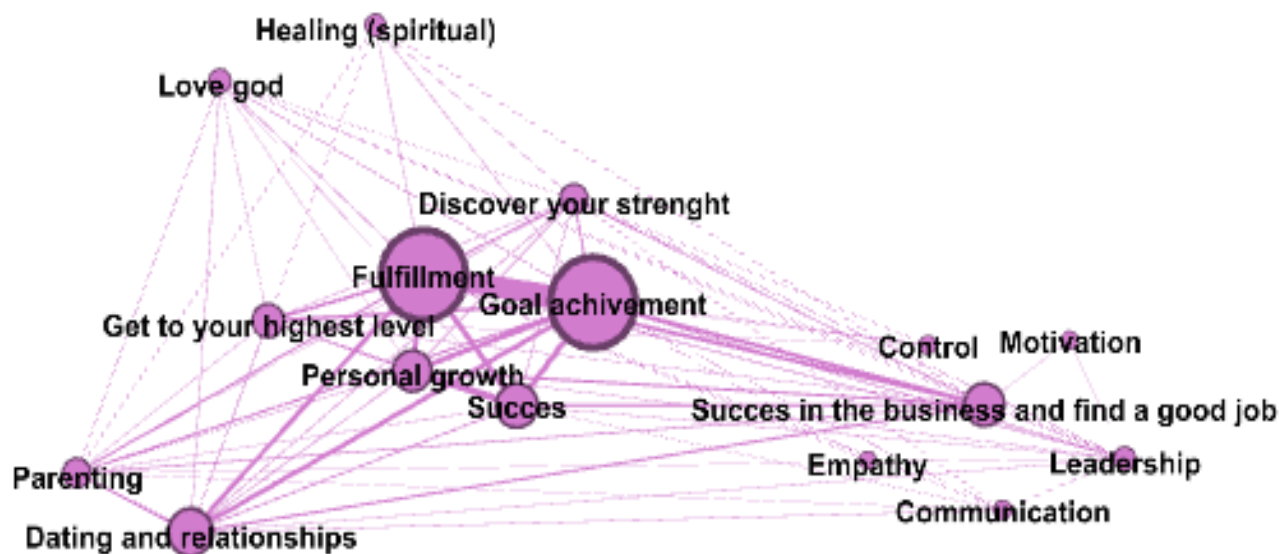 Healing (spiritual)
Love god
Discover your strenght
Fulfillment
Goal achivement
Get to your highest level
Control
Motivation
Personal growth
Succes
Succes in the business and find a good job
Empathy
Leadership
Parenting
Communication
Dating and relationships